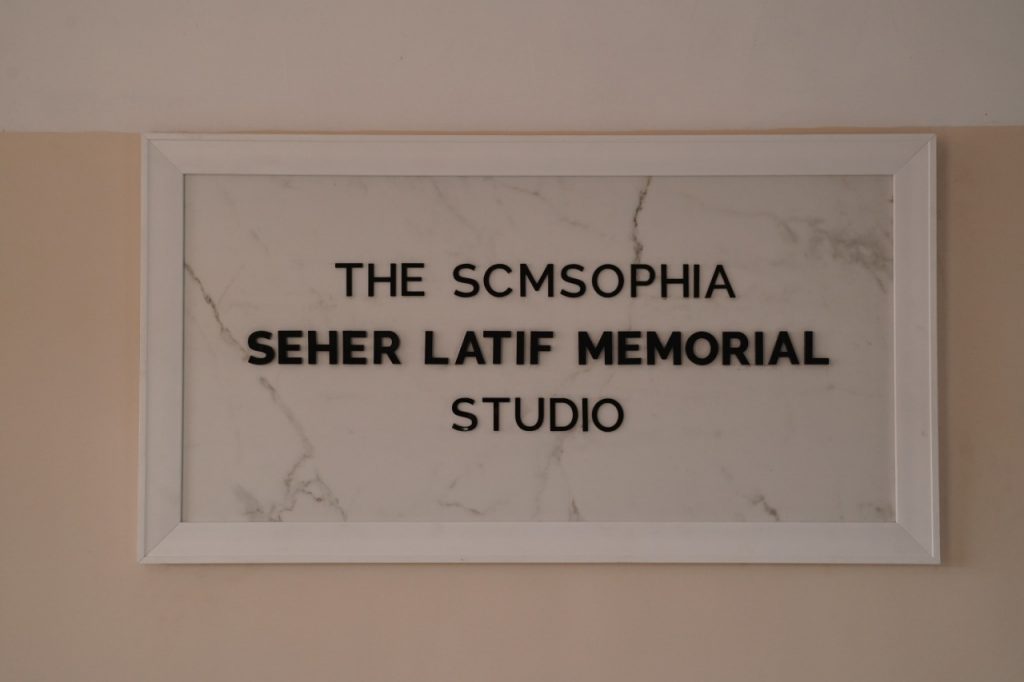 THE SCMSOPHIA
SEHER LATIF MEMORIAL
STUDIO